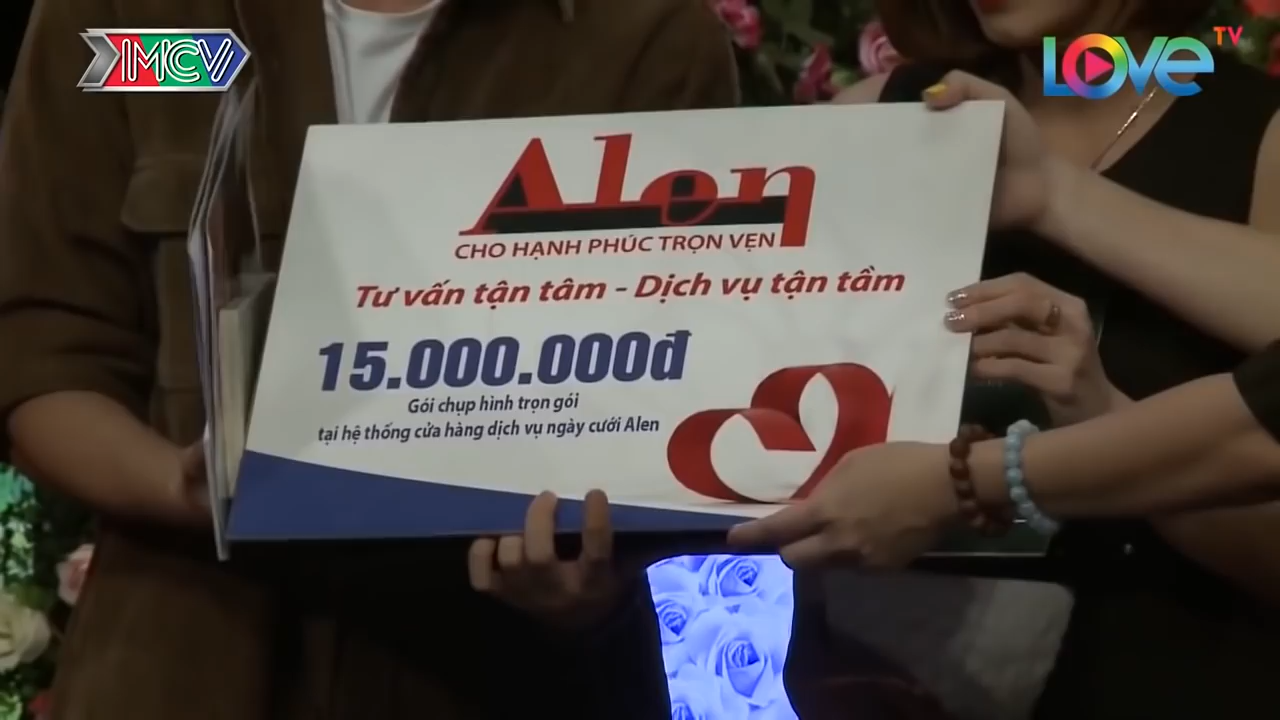 MCV
LOVE TV
Alen
CHO HẠNH PHÚC TRỌN VẸN
Tư vấn tận tâm - Dịch vụ tận tầm
15.000.000đ
Gói chụp hình trọn gói
tại hệ thống cửa hàng dịch vụ ngày cưới Alen